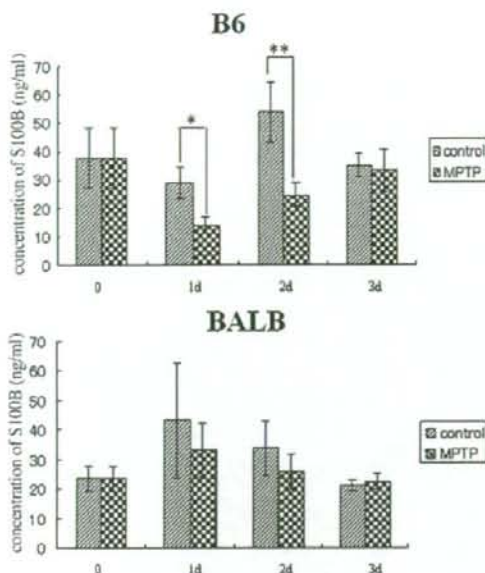 B6
concentration of S100B (ng/ml)
70
60
50
40
30
20
10
0
*
**
0
1d
2d
3d
control
MPTP
BALB
concentration of S100B (ng/ml)
70
60
50
40
30
20
10
0
0
1d
2d
3d
control
MPTP